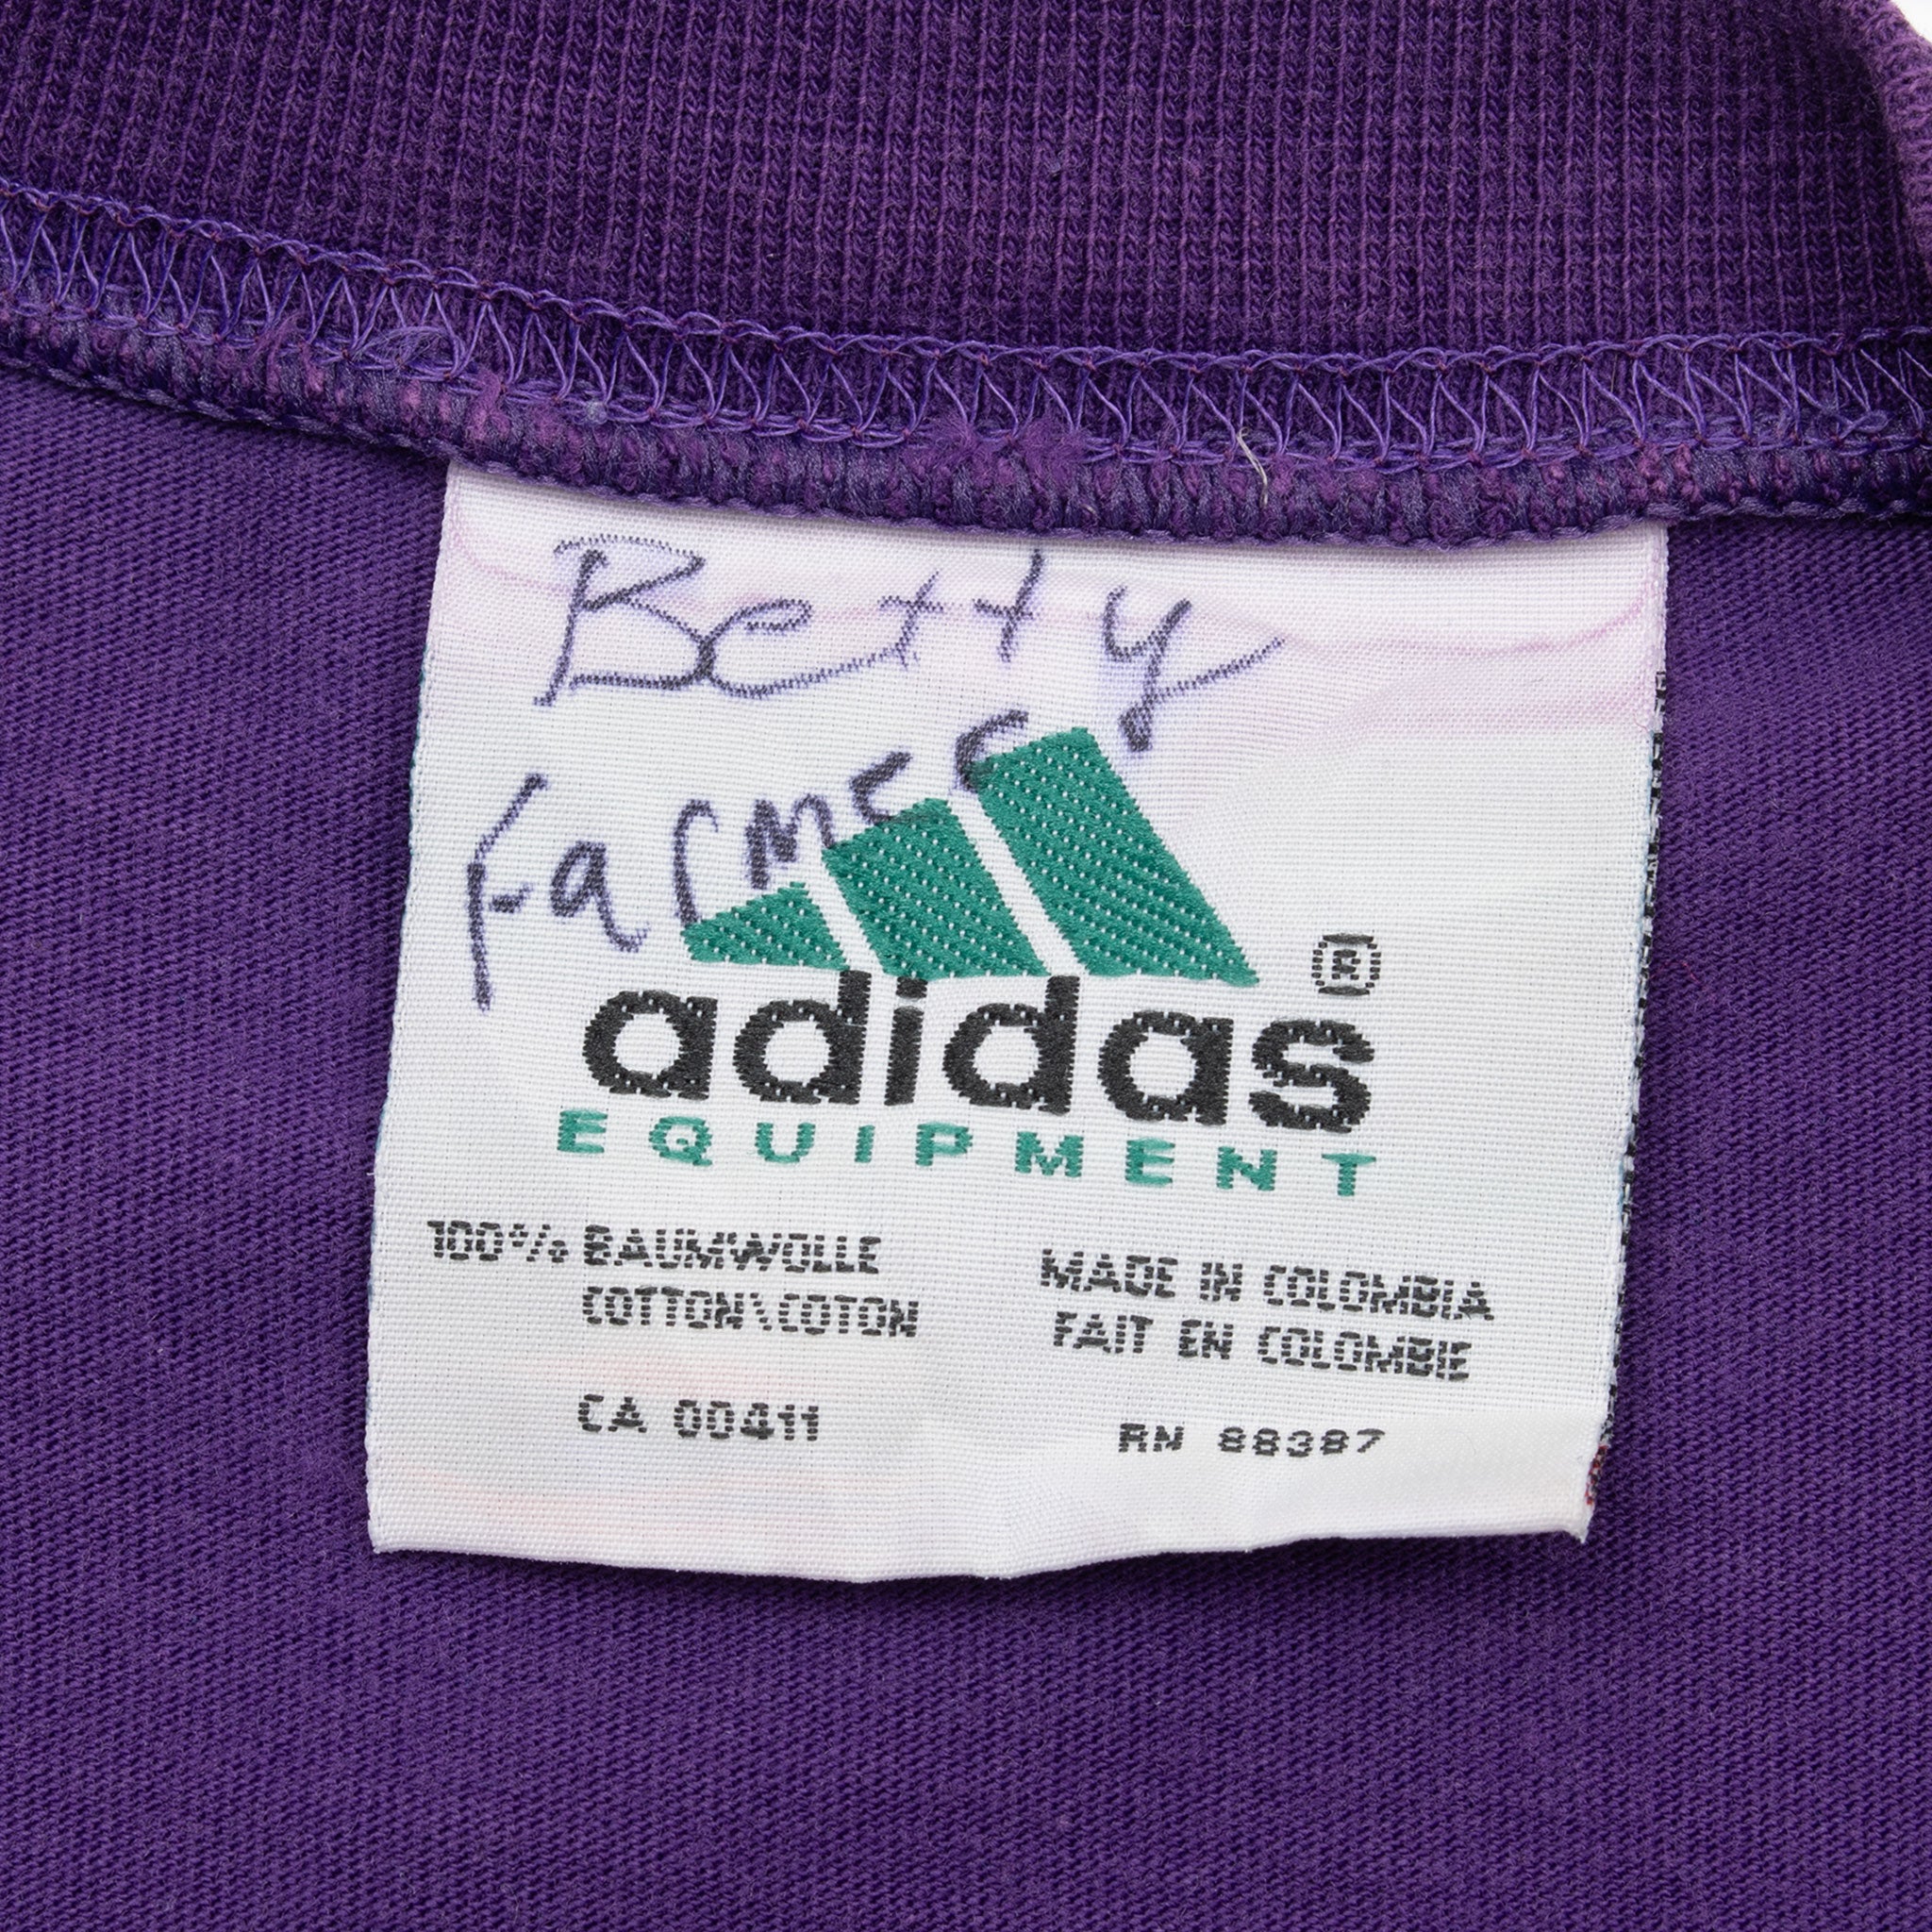 Betty
Farmer
adidas®
EQUIPMENT
100% BAUMWOLLE
COTTON\COTON
MADE IN COLOMBIA
FAIT EN COLOMBIE
CA 00411
RN 88387